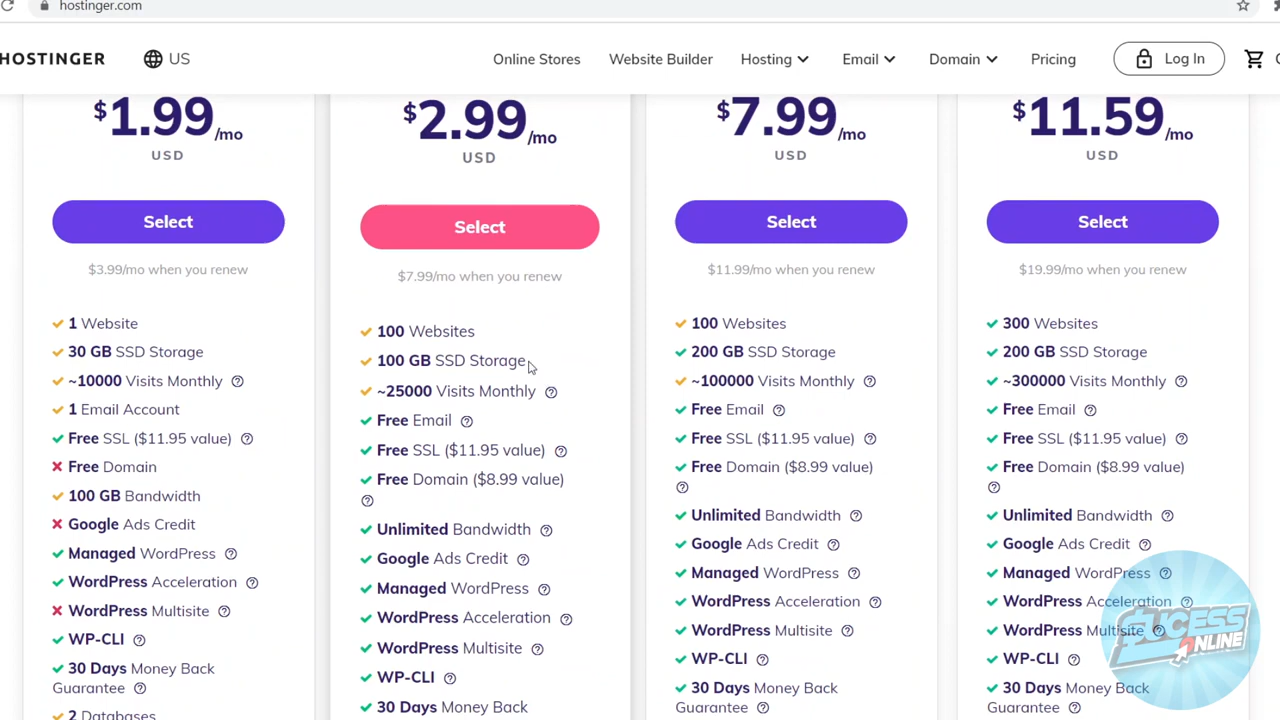 hostinger.com
HOSTINGER
US
Online Stores
Website Builder
Hosting
Email
Domain
Pricing
Log In
$1.99/mo
USD
Select
$3.99/mo when you renew
1 Website
30 GB SSD Storage
~10000 Visits Monthly
1 Email Account
Free SSL ($11.95 value)
Free Domain
100 GB Bandwidth
Google Ads Credit
Managed WordPress
WordPress Acceleration
WordPress Multisite
WP-CLI
30 Days Money Back
Guarantee
2 Databases
$2.99/mo
USD
Select
$7.99/mo when you renew
100 Websites
100 GB SSD Storage
~25000 Visits Monthly
Free Email
Free SSL ($11.95 value)
Free Domain ($8.99 value)
Unlimited Bandwidth
Google Ads Credit
Managed WordPress
WordPress Acceleration
WordPress Multisite
WP-CLI
30 Days Money Back
$7.99/mo
USD
Select
$11.99/mo when you renew
100 Websites
200 GB SSD Storage
~100000 Visits Monthly
Free Email
Free SSL ($11.95 value)
Free Domain ($8.99 value)
Unlimited Bandwidth
Google Ads Credit
Managed WordPress
WordPress Acceleration
WordPress Multisite
WP-CLI
30 Days Money Back
Guarantee
$11.59/mo
USD
Select
$19.99/mo when you renew
300 Websites
200 GB SSD Storage
~300000 Visits Monthly
Free Email
Free SSL ($11.95 value)
Free Domain ($8.99 value)
Unlimited Bandwidth
Google Ads Credit
Managed WordPress
WordPress Acceleration
WordPress Multisite
WP-CLI
30 Days Money Back
Guarantee
SUCESS
ONLINE